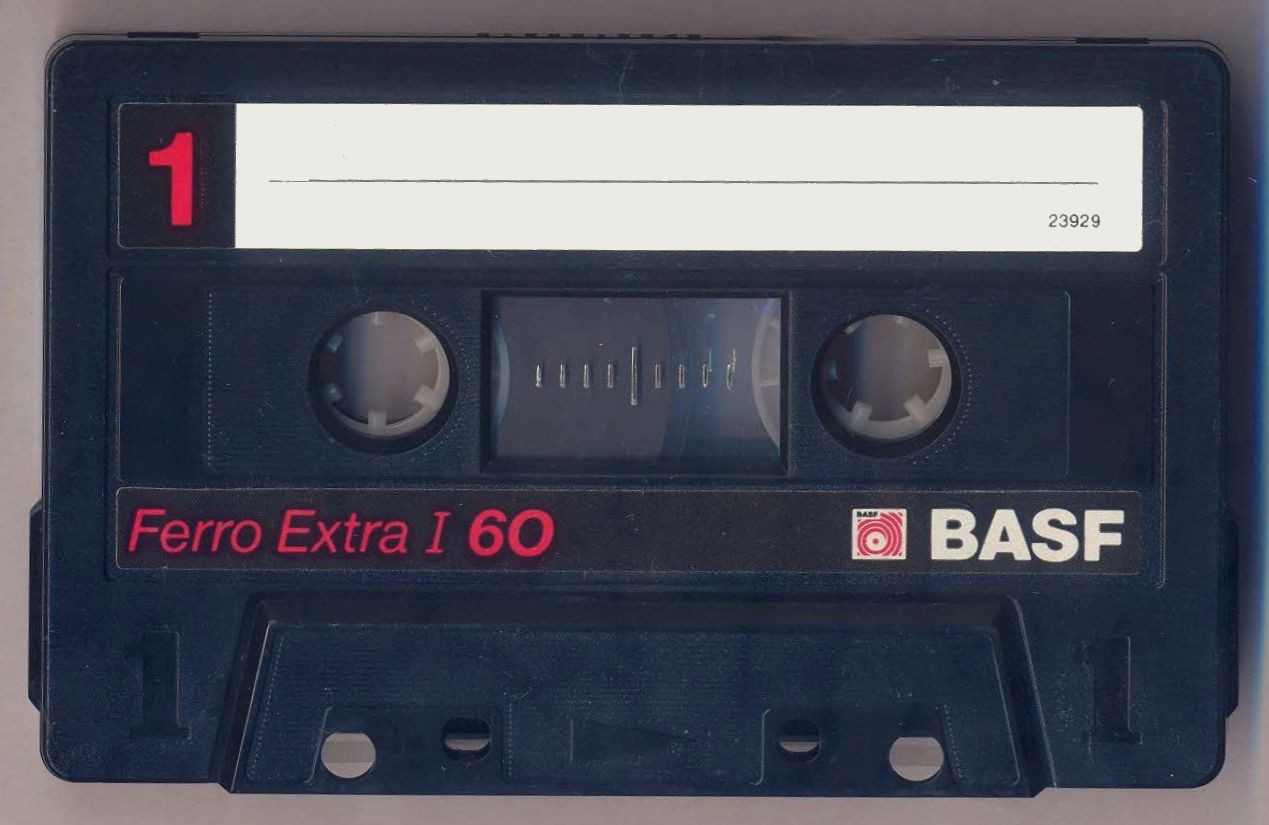 1
23929
Ferro Extra I 60
BASF BASF
1 1